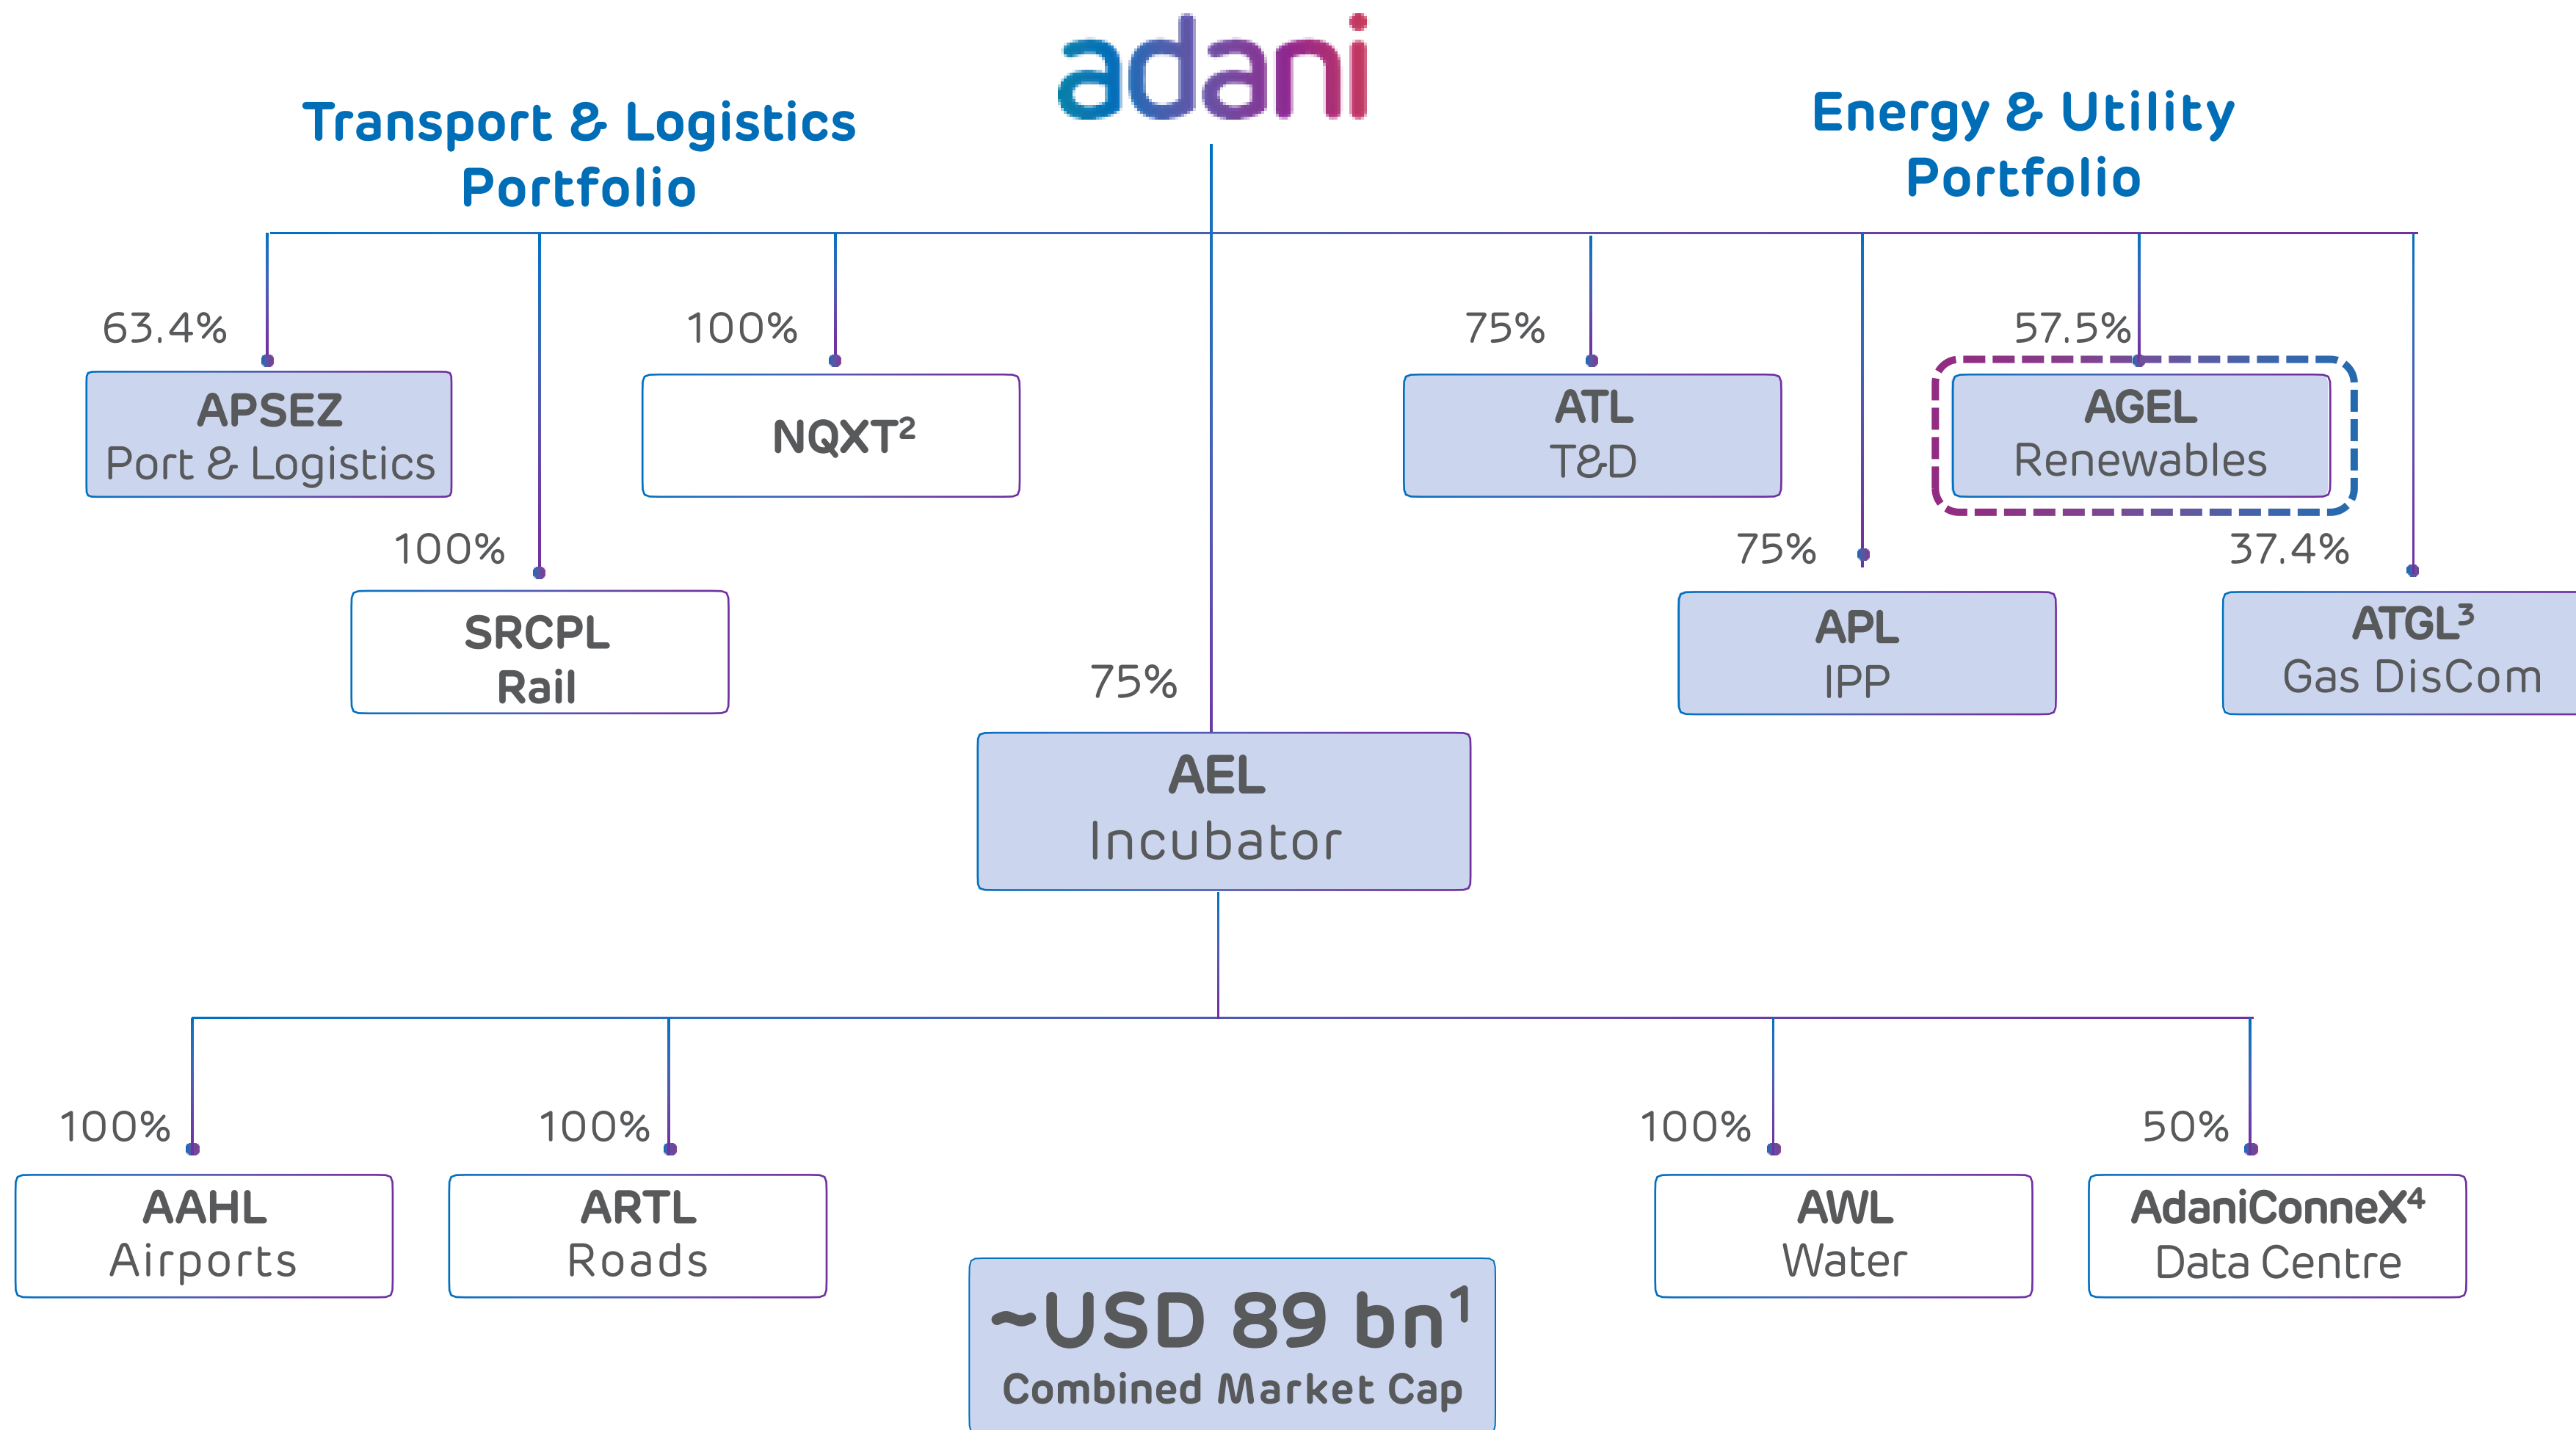 adani
Transport & Logistics
Portfolio
Energy & Utility
Portfolio
63.4%
APSEZ
Port & Logistics
100%
SRCPL
Rail
100%
NQXT²
75%
ATL
T&D
75%
APL
IPP
57.5%
AGEL
Renewables
37.4%
ATGL³
Gas DisCom
75%
AEL
Incubator
100%
AAHL
Airports
100%
ARTL
Roads
100%
AWL
Water
50%
AdaniConneX⁴
Data Centre
~USD 89 bn¹
Combined Market Cap